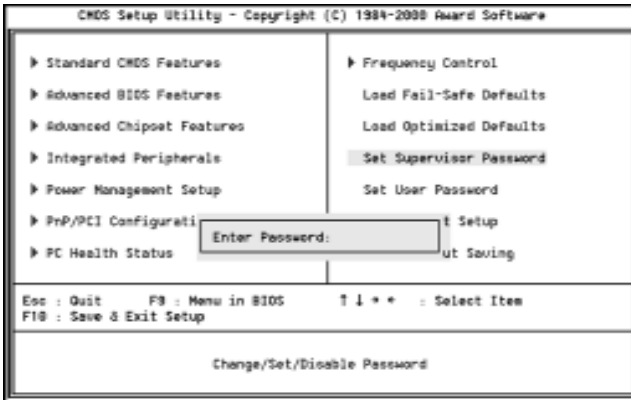 CMOS Setup Utility - Copyright (C) 1984-2000 Award Software
Standard CMOS Features
Advanced BIOS Features
Advanced Chipset Features
Integrated Peripherals
Power Management Setup
PnP/PCI Configurati
PC Health Status
Frequency Control
Load Fail-Safe Defaults
Load Optimized Defaults
Set Supervisor Password
Set User Password
t Setup
ut Saving
Enter Password:
Esc : Quit F9 : Menu in BIOS ↑ ↓ → ← : Select Item
F10 : Save & Exit Setup
Change/Set/Disable Password